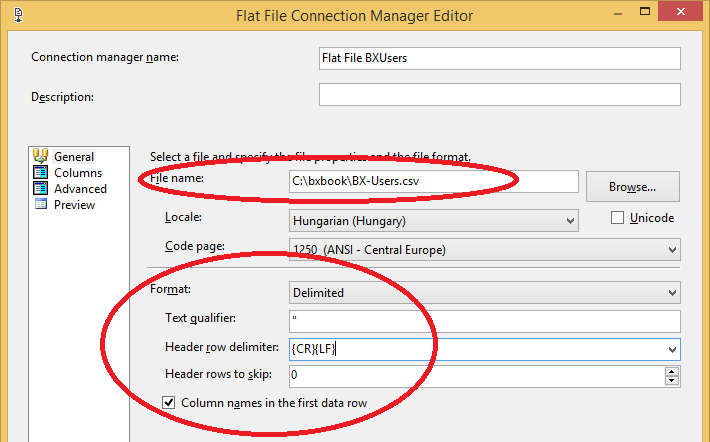 Flat File Connection Manager Editor
Connection manager name:
Flat File BXUsers
Description:
General
Columns
Advanced
Preview
Select a file and specify the file properties and the file format.
File name:
C:\bxbook\BX-Users.csv
Browse...
Locale:
Hungarian (Hungary)
Unicode
Code page:
1250 (ANSI - Central Europe)
Format:
Delimited
Text qualifier:
"
Header row delimiter:
{CR}{LF}
Header rows to skip:
0
Column names in the first data row